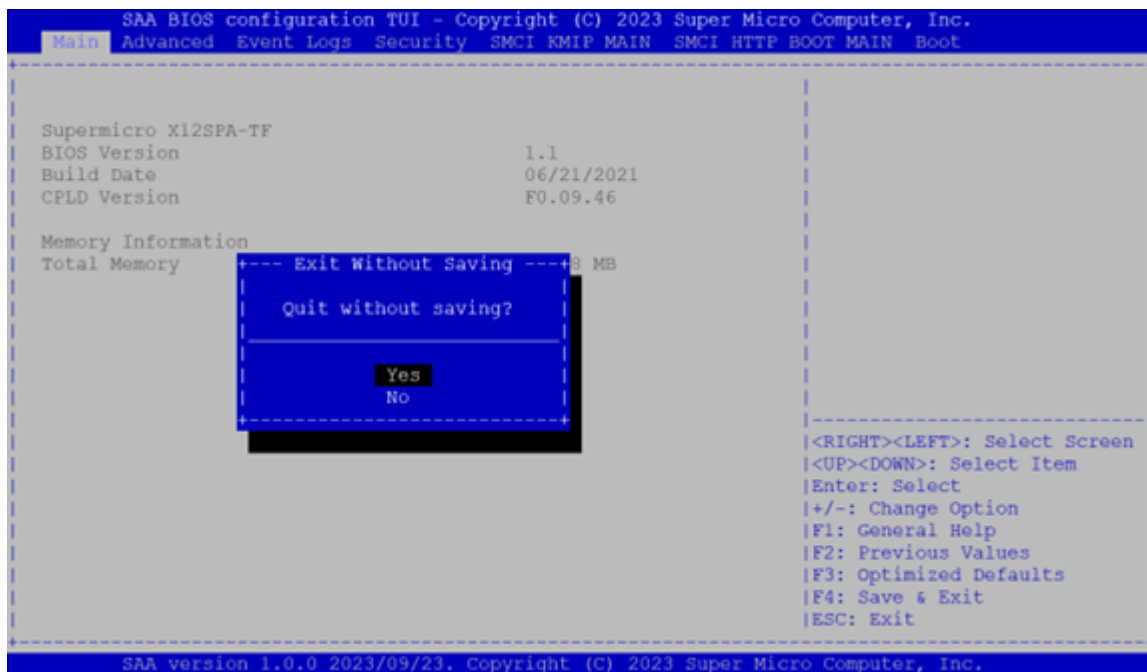 SAA BIOS configuration TUI - Copyright (C) 2023 Super Micro Computer, Inc.
Main Advanced Event Logs Security SMCI KMIP MAIN SMCI HTTP BOOT MAIN Boot
Supermicro X12SPA-TF
BIOS Version 1.1
Build Date 06/21/2021
CPLD Version F0.09.46
Memory Information
Total Memory 8 MB
Exit Without Saving
Quit without saving?
Yes
No
<RIGHT><LEFT>: Select Screen
<UP><DOWN>: Select Item
Enter: Select
+/-: Change Option
F1: General Help
F2: Previous Values
F3: Optimized Defaults
F4: Save & Exit
ESC: Exit
SAA version 1.0.0 2023/09/23. Copyright (C) 2023 Super Micro Computer, Inc.